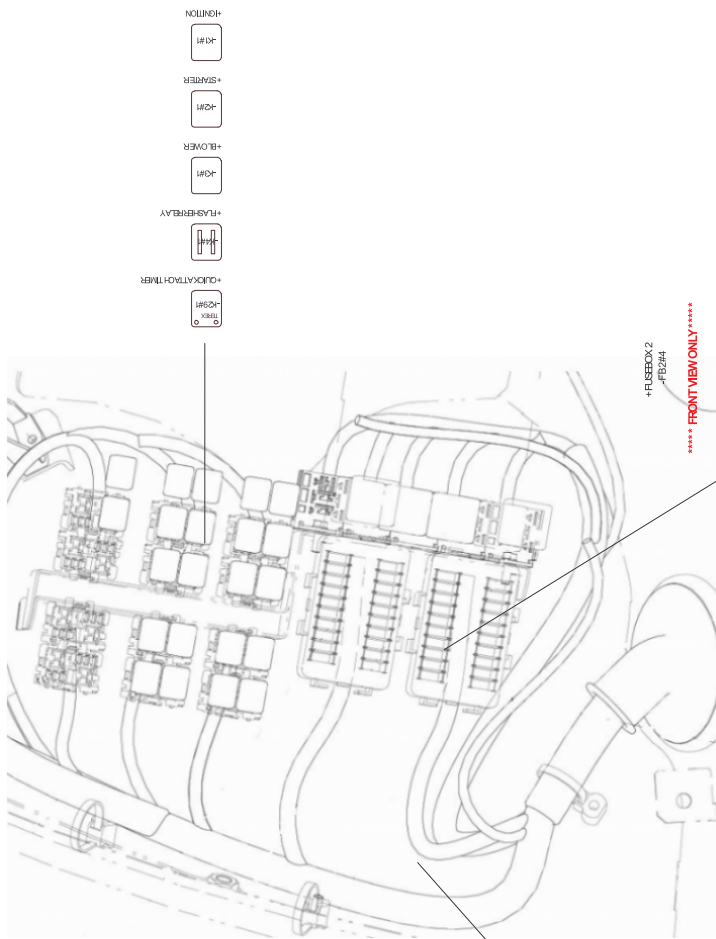 +IGNITION
-K1#1
+STARTER
-K2#1
+BLOWER
-K3#1
+FLASHER RELAY
-K4#1
+QUICK ATTACH TIMER
-K29#1
TEREX
+FUSEBOX 2
-FB2#4
***** FRONT VIEW ONLY *****